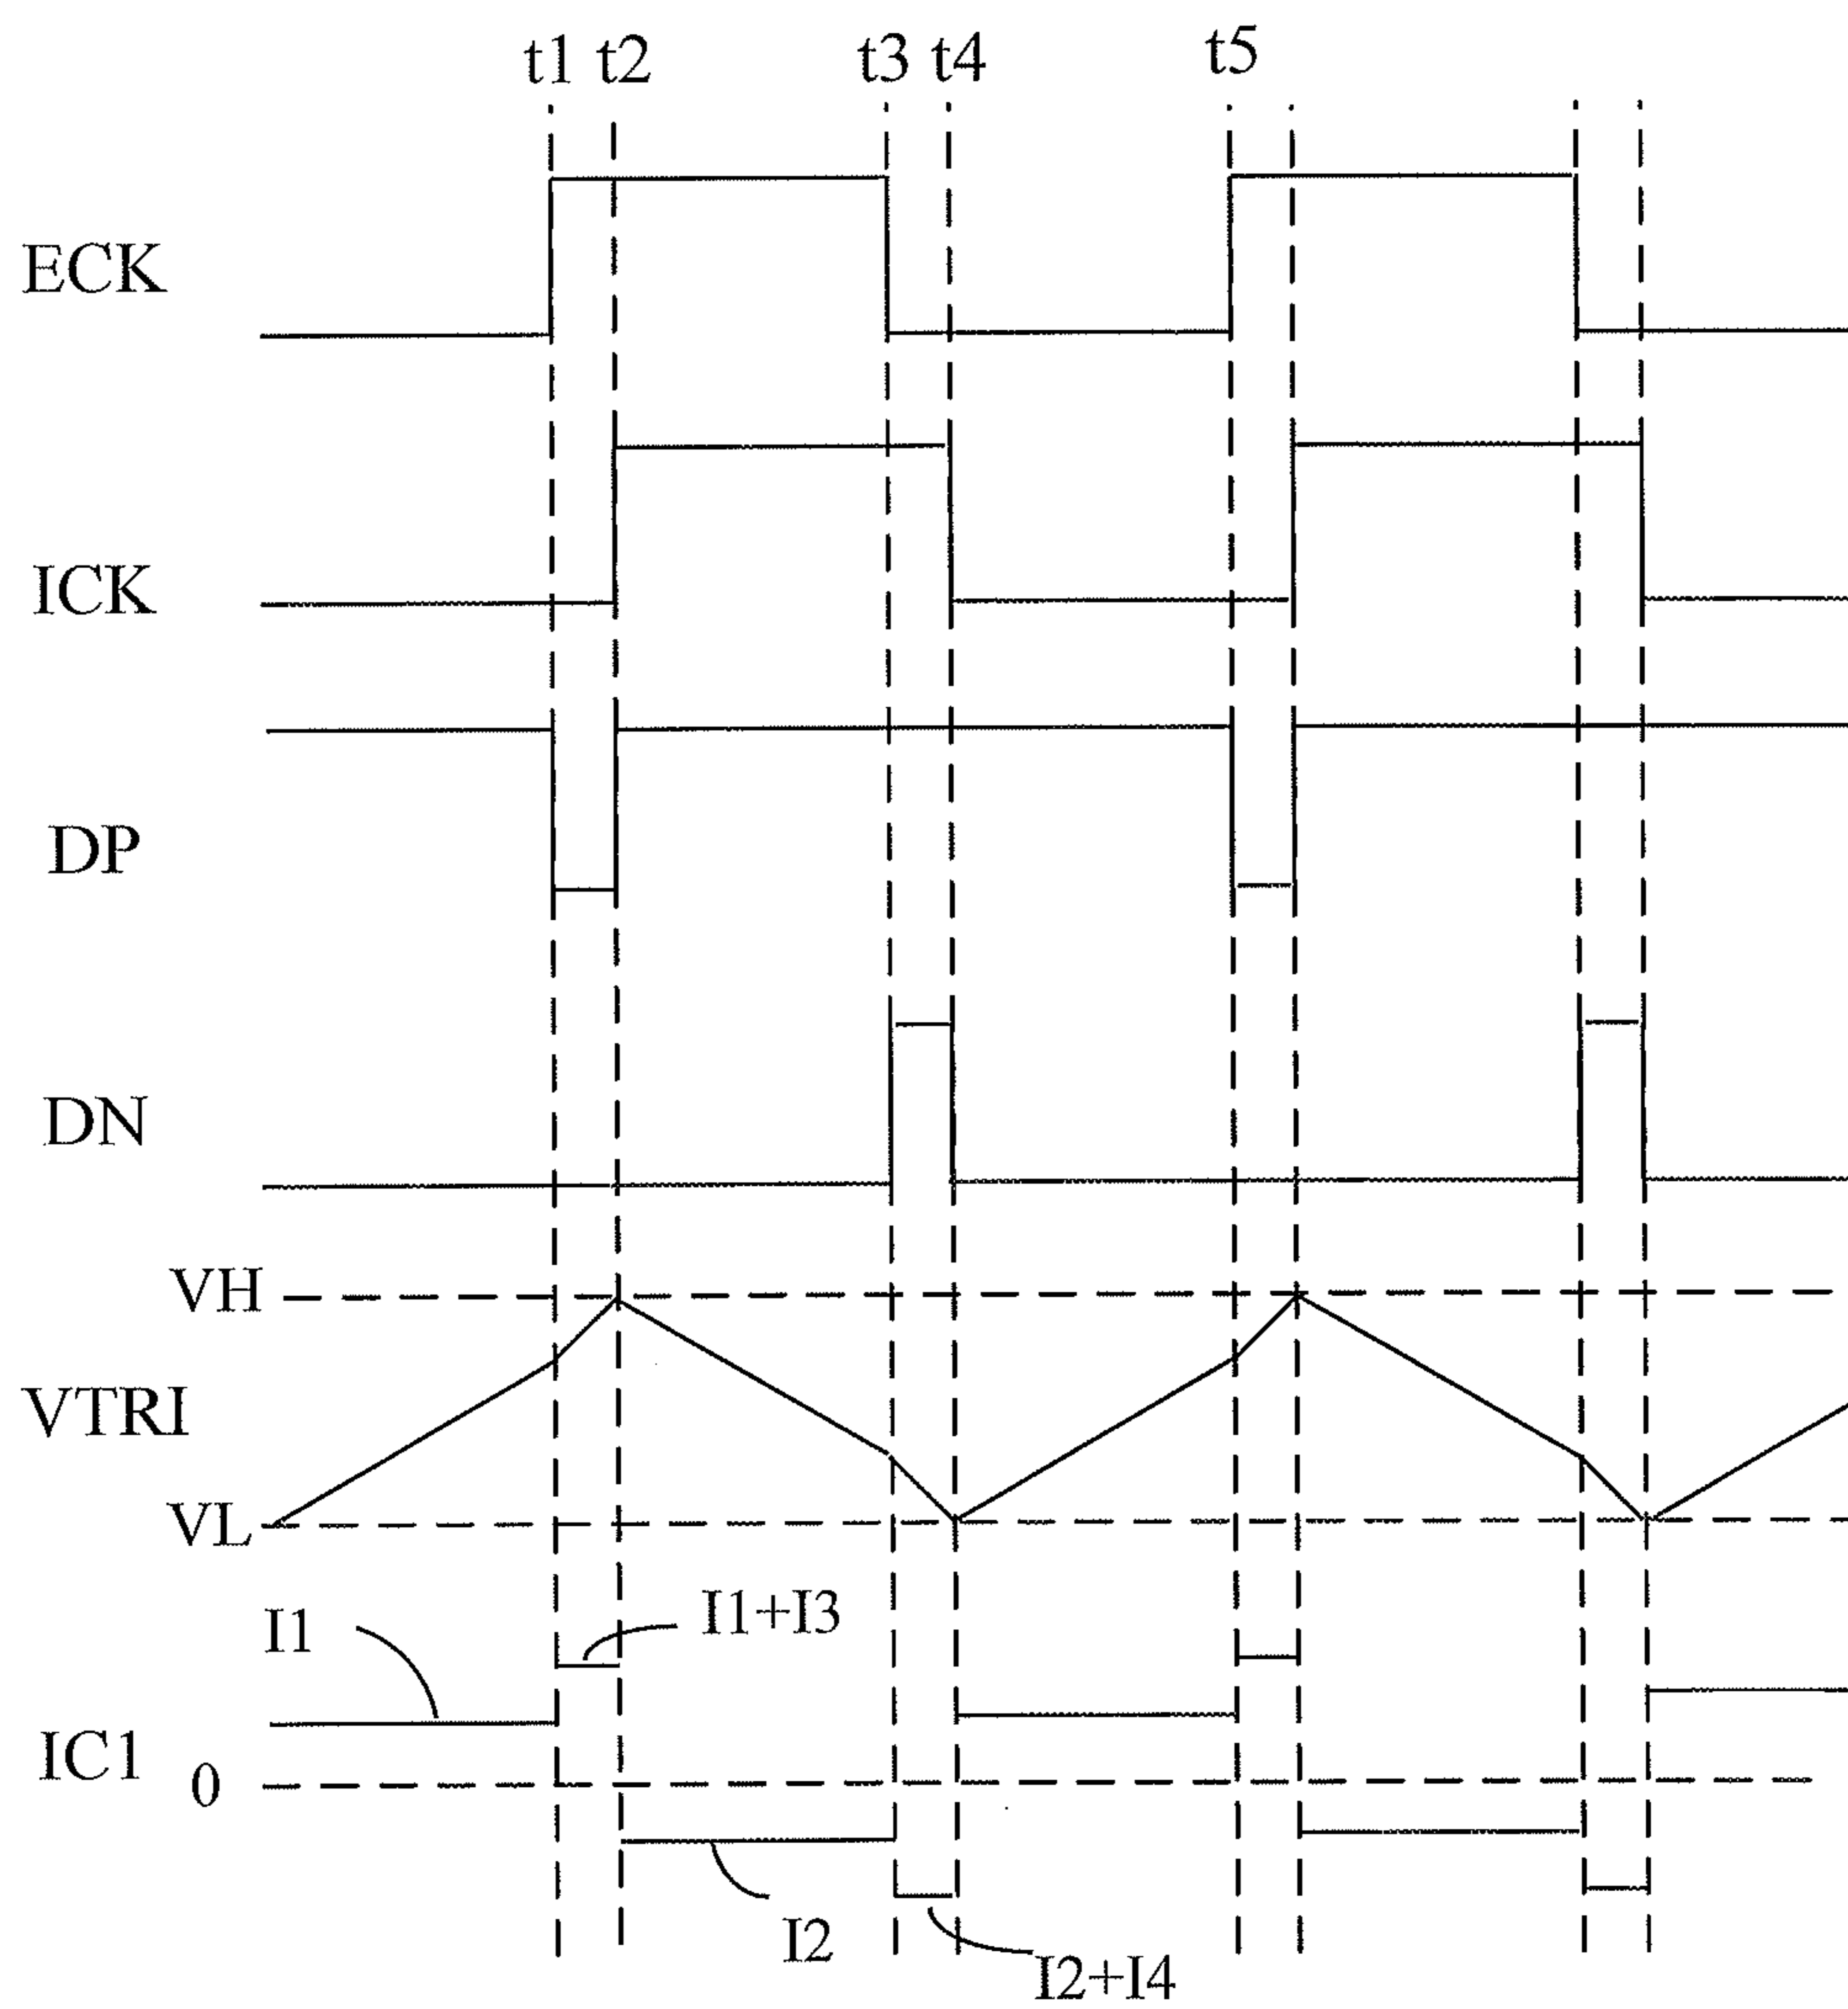 t1 t2 t3 t4 t5
ECK
ICK
DP
DN
VH
VTRI
VL
I1 I1+I3
IC1 0
I2
I2+I4